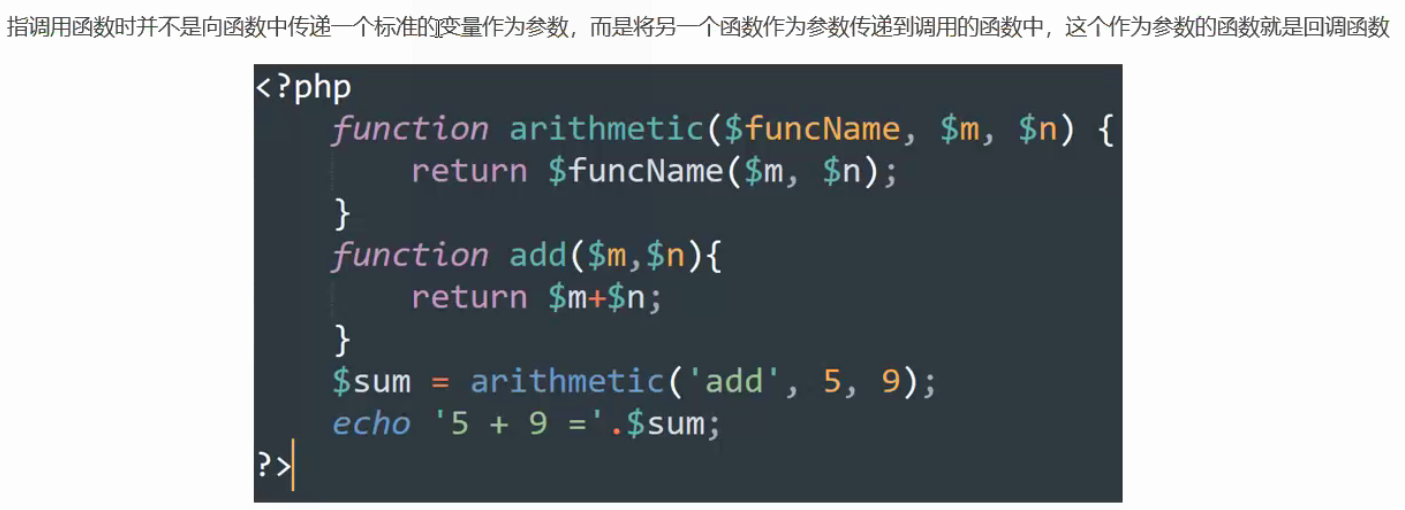 指调用函数时并不是向函数中传递一个标准的变量作为参数，而是将另一个函数作为参数传递到调用的函数中，这个作为参数的函数就是回调函数
<?php
    function arithmetic($funcName, $m, $n) {
        return $funcName($m, $n);
    }
    function add($m,$n){
        return $m+$n;
    }
    $sum = arithmetic('add', 5, 9);
    echo '5 + 9 ='.$sum;
?>